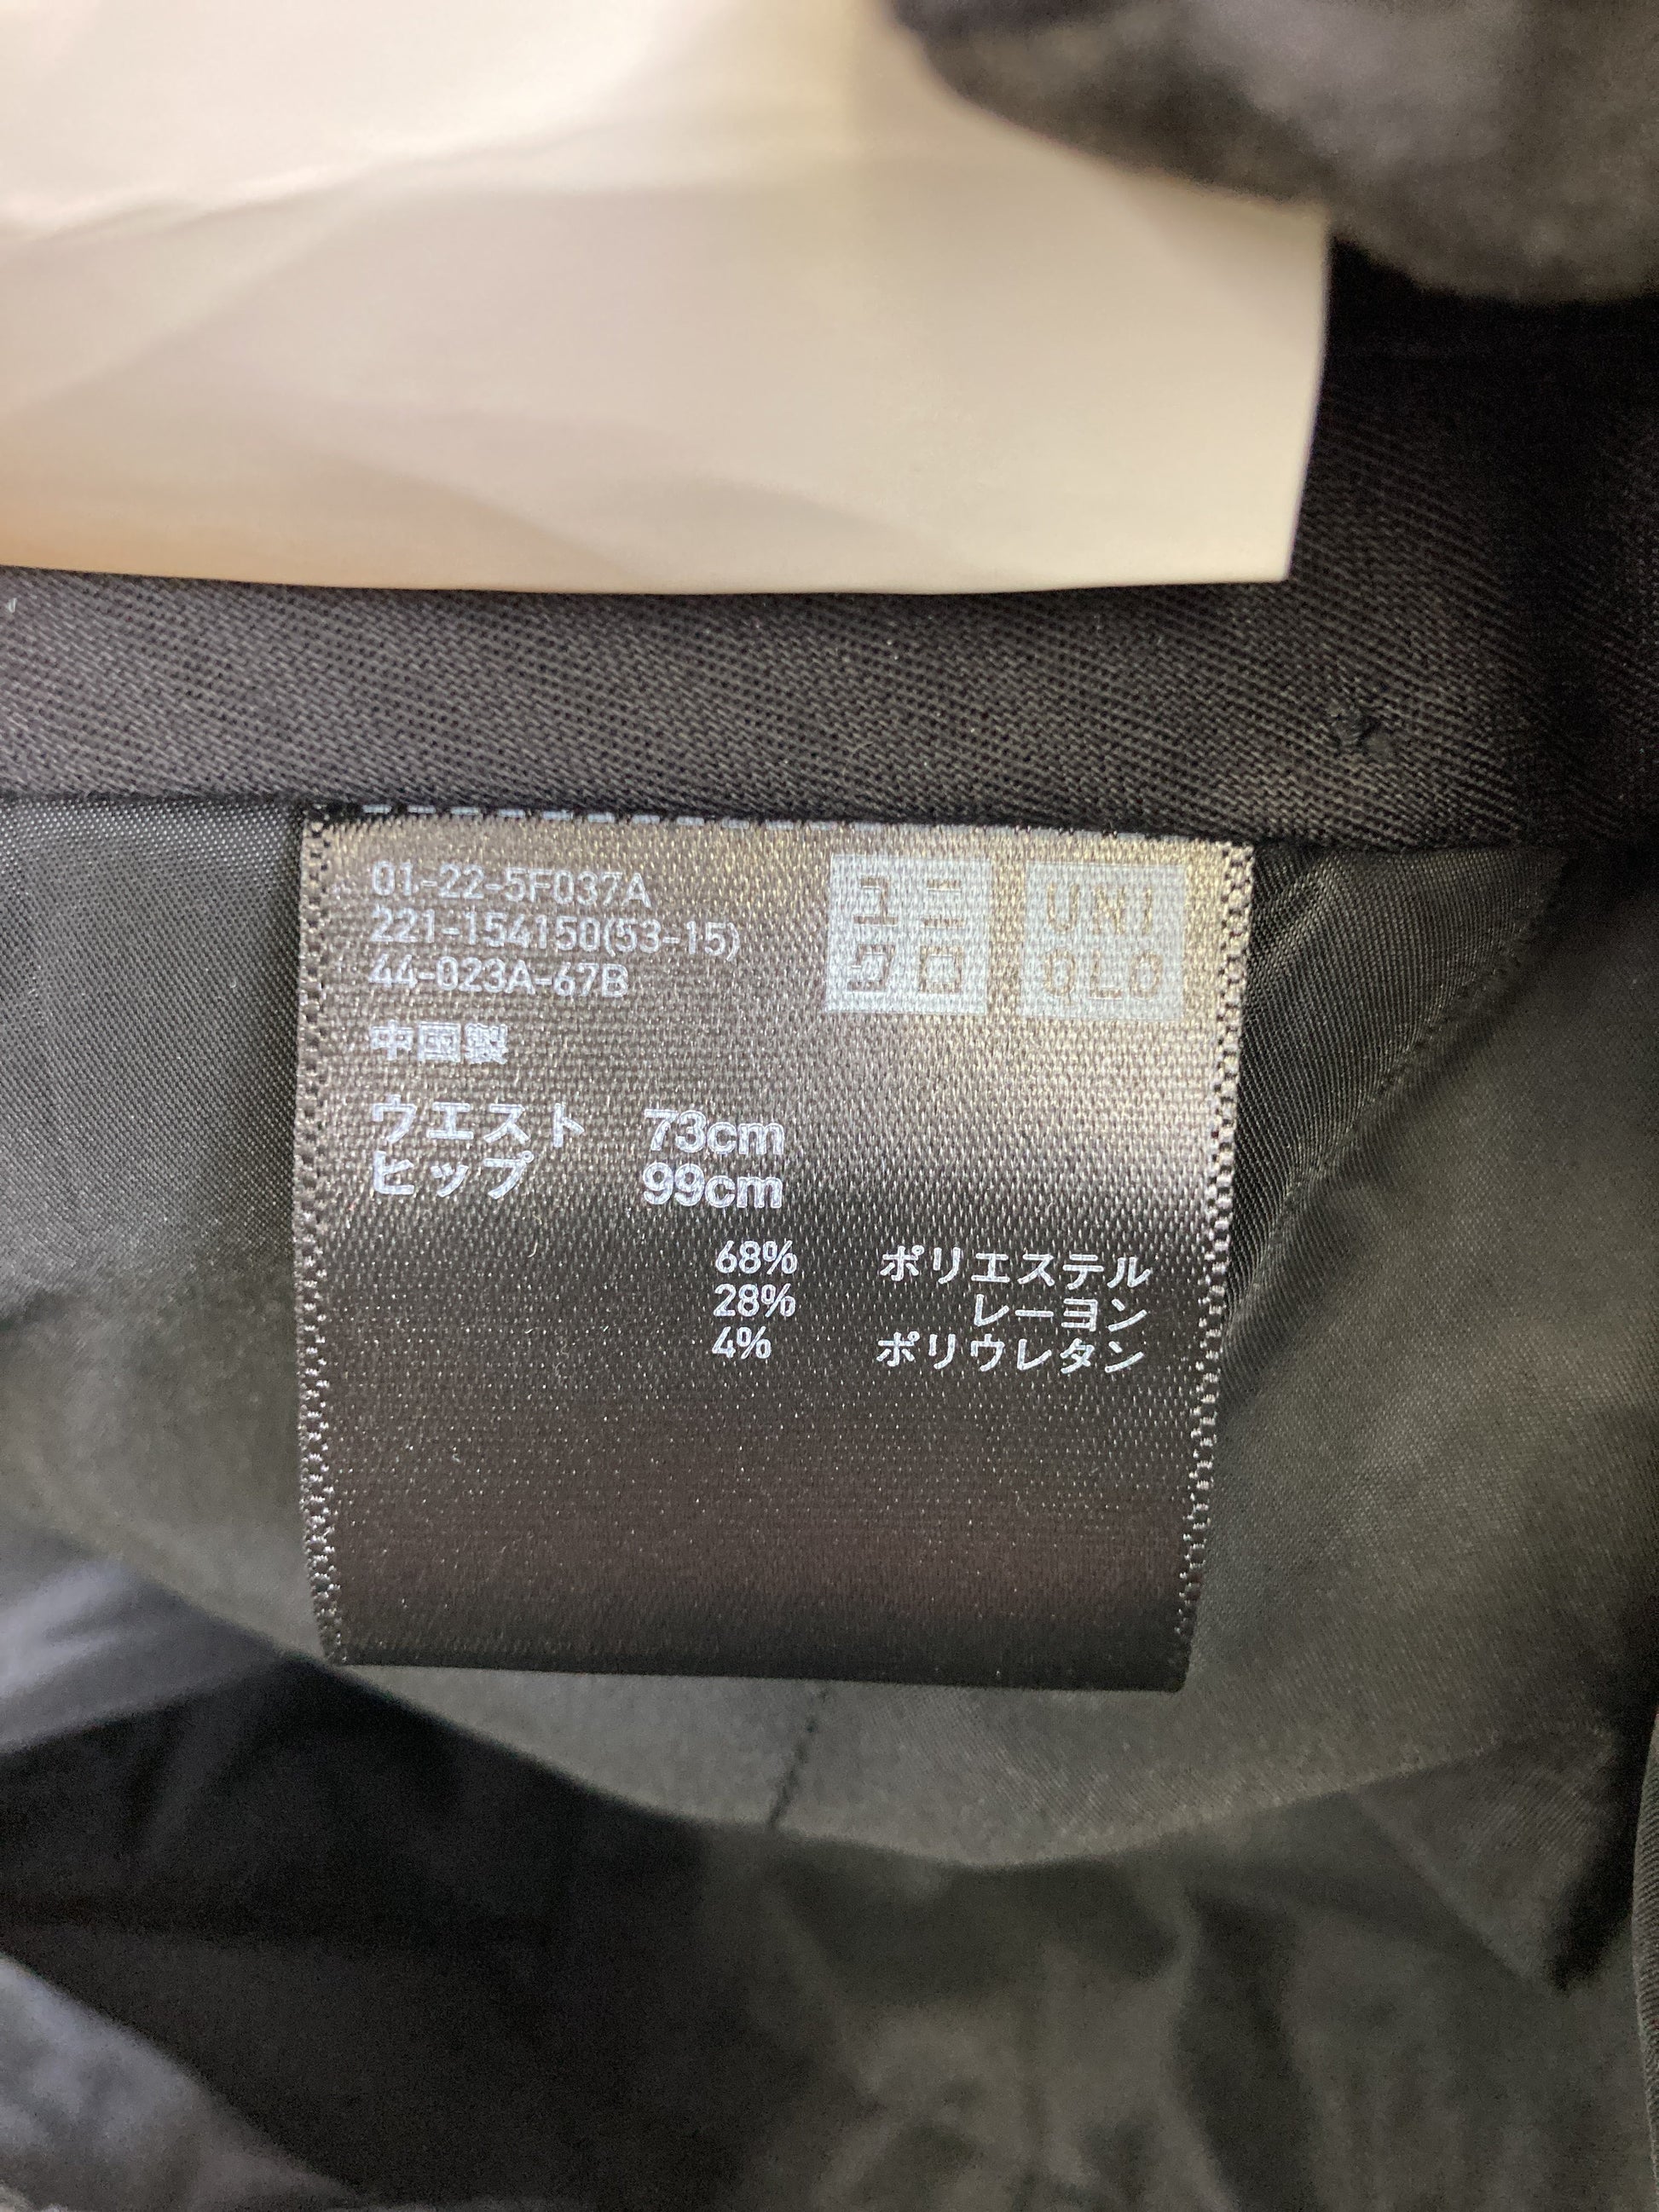 01-22-5F037A
221-154150(53-15)
44-023A-67B
ユニ
クロ
UNI
QLO
中国製
ウエスト 73cm
ヒップ 99cm
68% ポリエステル
28% レーヨン
4% ポリウレタン